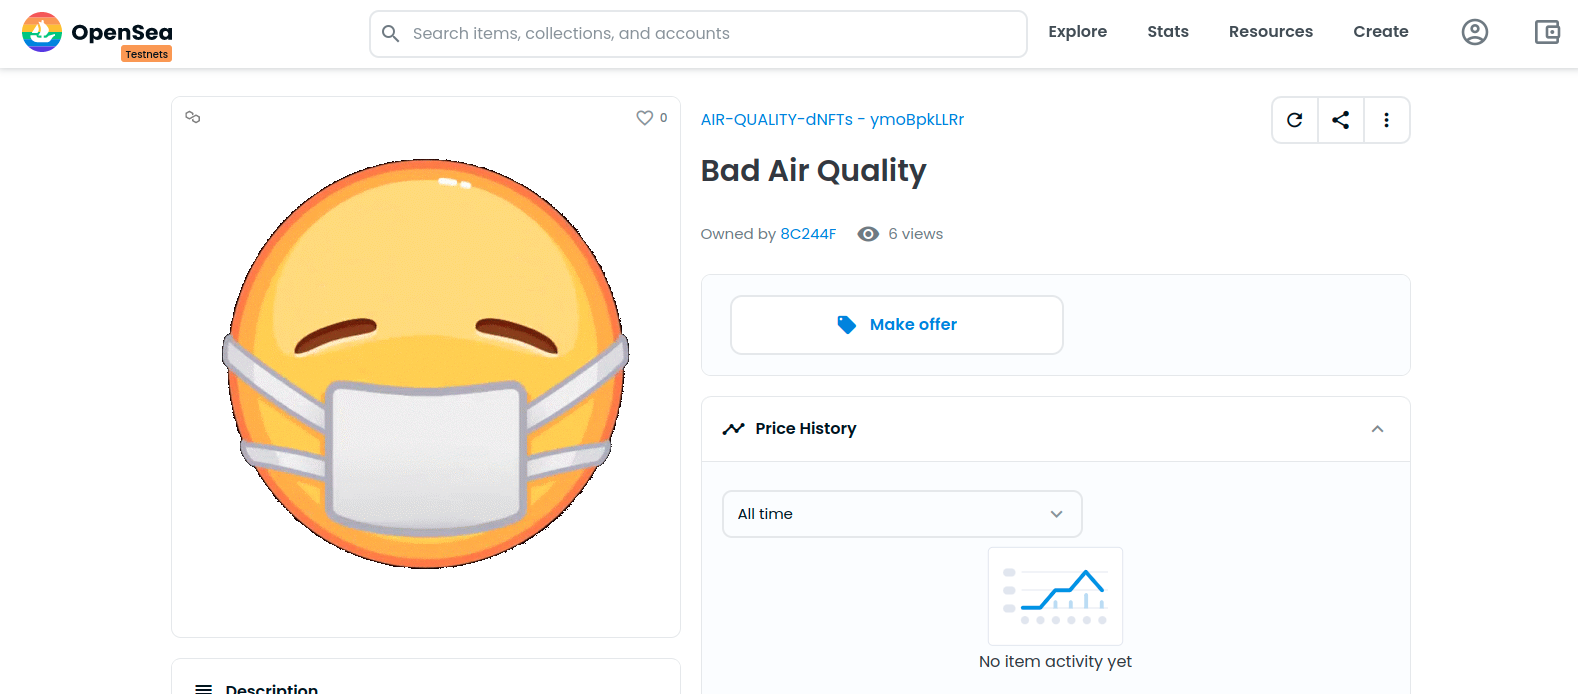 OpenSea
Testnets
Search items, collections, and accounts
Explore
Stats
Resources
Create
0
AIR-QUALITY-dNFTs - ymoBpkLLRr
Bad Air Quality
Owned by 8C244F
6 views
Make offer
Price History
All time
No item activity yet
Description